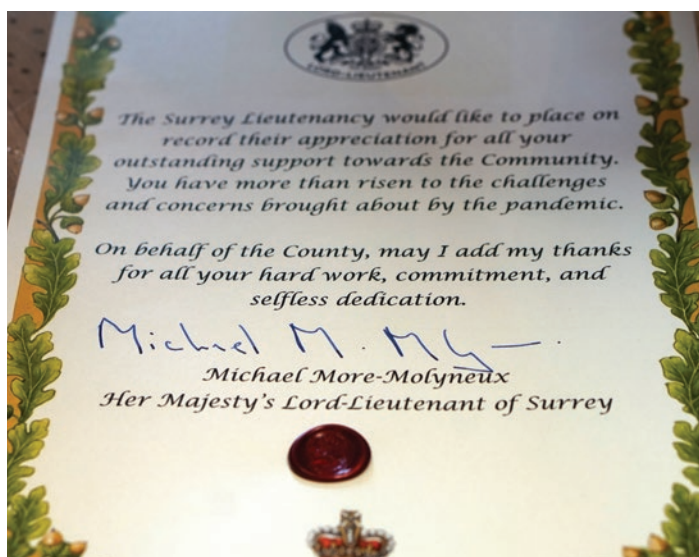 LORD-LIEUTENANT
The Surrey Lieutenancy would like to place on
record their appreciation for all your
outstanding support towards the Community.
You have more than risen to the challenges
and concerns brought about by the pandemic.
On behalf of the County, may I add my thanks
for all your hard work, commitment, and
selfless dedication.
Michael M. M
Michael More-Molyneux
Her Majesty's Lord-Lieutenant of Surrey